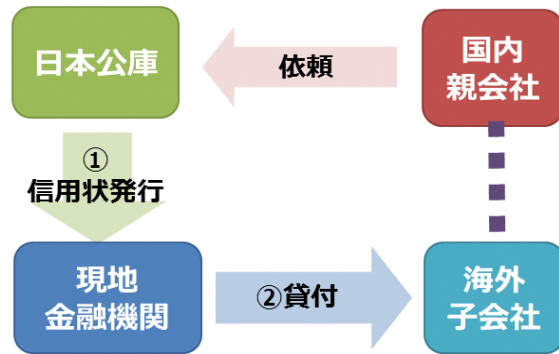 日本公庫
依頼
国内
親会社
①
信用状発行
現地
金融機関
②貸付
海外
子会社